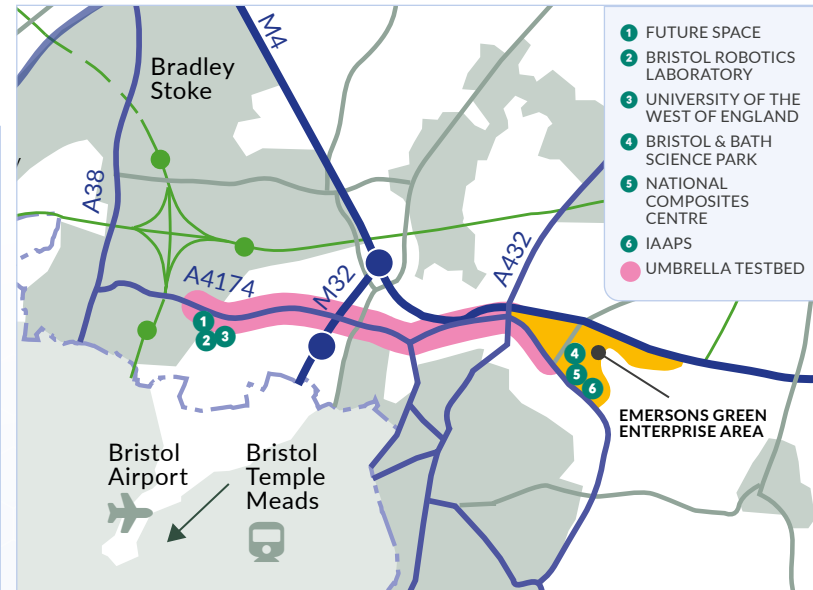 M4
Bradley
Stoke
A38
A4174
M32
A432
1 FUTURE SPACE
2 BRISTOL ROBOTICS
LABORATORY
3 UNIVERSITY OF THE
WEST OF ENGLAND
4 BRISTOL & BATH
SCIENCE PARK
5 NATIONAL
COMPOSITES
CENTRE
6 IAAPS
UMBRELLA TESTBED
1
2 3
4
5
6
EMERSONS GREEN
ENTERPRISE AREA
Bristol
Airport
Bristol
Temple
Meads